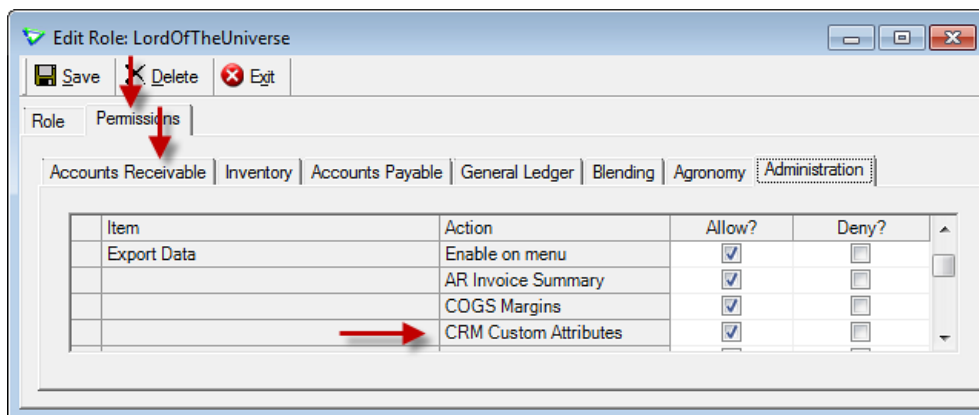 Edit Role: LordOfTheUniverse
Save Delete Exit
Role Permissions
Accounts Receivable Inventory Accounts Payable General Ledger Blending Agronomy Administration
Item Action Allow? Deny?
Export Data Enable on menu
AR Invoice Summary
COGS Margins
CRM Custom Attributes